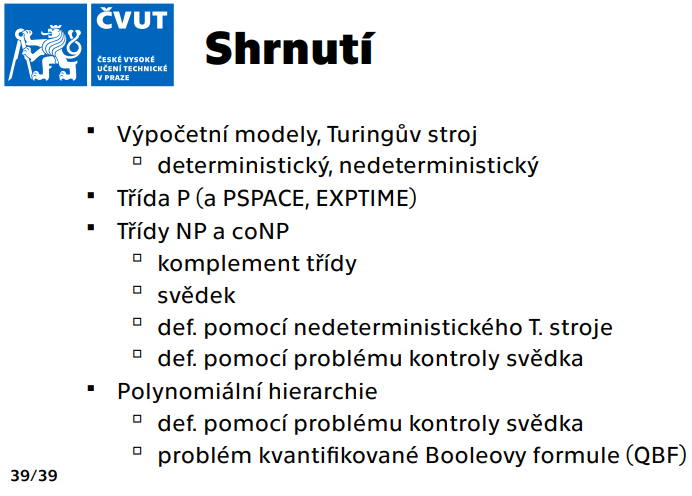 ČVUT
ČESKÉ VYSOKÉ
UČENÍ TECHNICKÉ
V PRAZE
Shrnutí
Výpočetní modely, Turingův stroj
deterministický, nedeterministický
Třída P (a PSPACE, EXPTIME)
Třídy NP a coNP
komplement třídy
svědek
def. pomocí nedeterministického T. stroje
def. pomocí problému kontroly svědka
Polynomiální hierarchie
def. pomocí problému kontroly svědka
problém kvantifikované Booleovy formule (QBF)
39/39